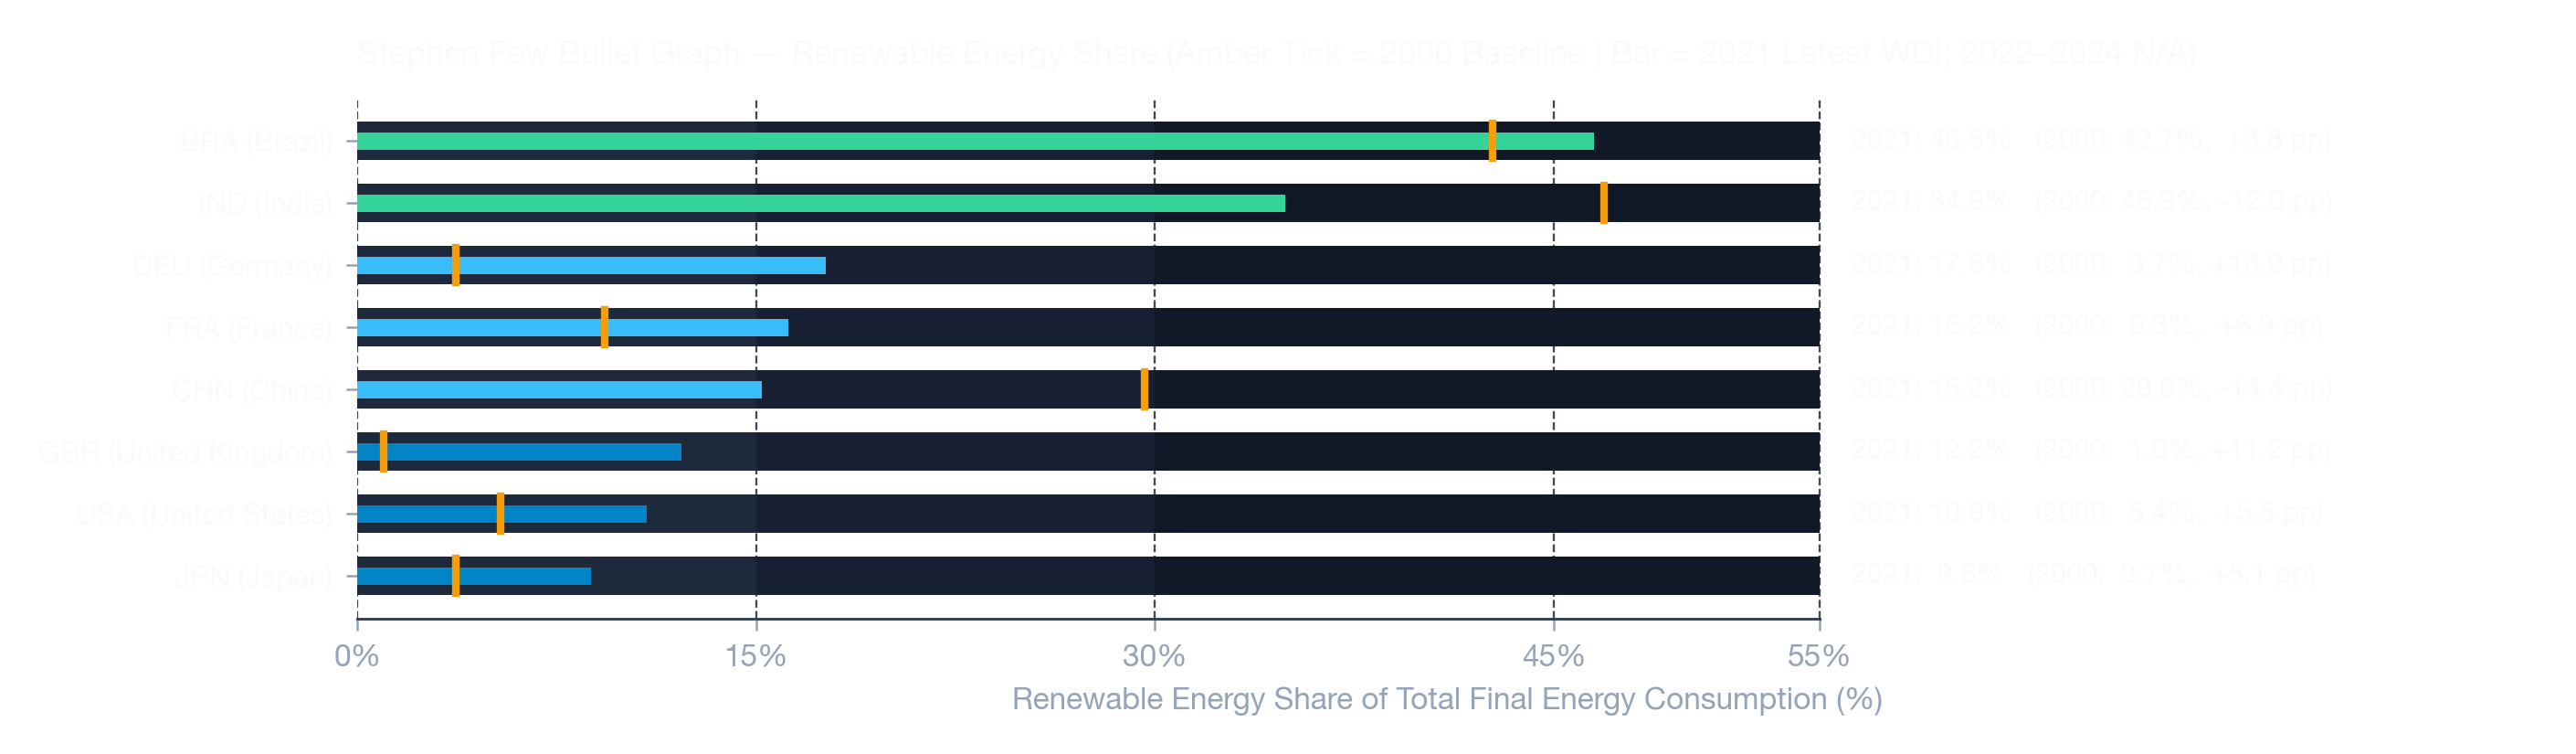 Stephen Few Bullet Graph — Renewable Energy Share (Amber Tick = 2000 Baseline | Bar = 2021 Latest WDI; 2022–2024 N/A)
BRA (Brazil) 2021: 46.5% (2000: 42.7%, +3.8 pp)
IND (India) 2021: 34.9% (2000: 46.9%, -12.0 pp)
DEU (Germany) 2021: 17.6% (2000: 3.7%, +13.9 pp)
FRA (France) 2021: 16.2% (2000: 9.3%, +6.9 pp)
CHN (China) 2021: 15.2% (2000: 29.6%, -14.4 pp)
GBR (United Kingdom) 2021: 12.2% (2000: 1.0%, +11.2 pp)
USA (United States) 2021: 10.9% (2000: 5.4%, +5.5 pp)
JPN (Japan) 2021: 8.8% (2000: 3.7%, +5.1 pp)
0% 15% 30% 45% 55%
Renewable Energy Share of Total Final Energy Consumption (%)